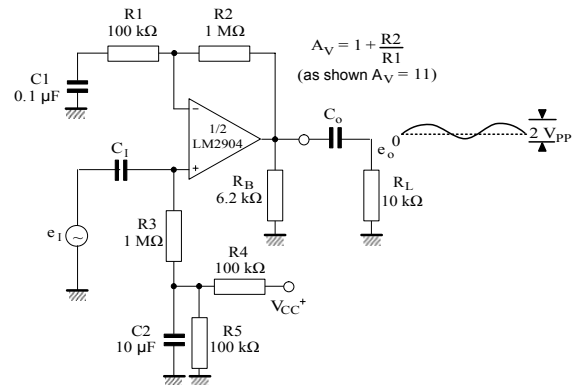 R1
100 kΩ
R2
1 MΩ
A_V = 1 + R2/R1
(as shown A_V = 11)
C1
0.1 µF
1/2
LM2904
C_o
0
2 V_PP
e_o
C_I
R_B
6.2 kΩ
R_L
10 kΩ
R3
1 MΩ
e_I
~
R4
100 kΩ
V_CC+
C2
10 µF
R5
100 kΩ